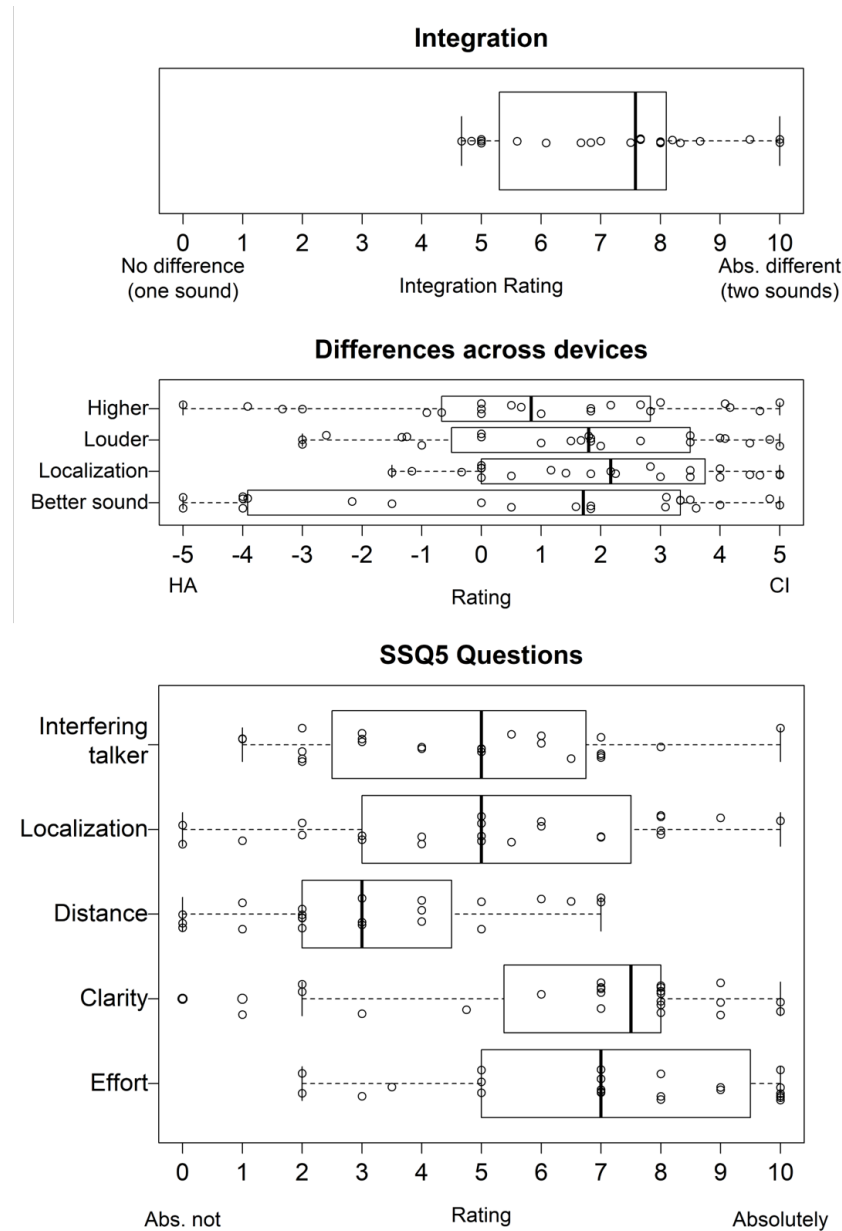 Integration
0 1 2 3 4 5 6 7 8 9 10
No difference Abs. different
(one sound) Integration Rating (two sounds)
Differences across devices
Higher
Louder
Localization
Better sound
-5 -4 -3 -2 -1 0 1 2 3 4 5
HA CI
Rating
SSQ5 Questions
Interfering
talker
Localization
Distance
Clarity
Effort
0 1 2 3 4 5 6 7 8 9 10
Abs. not Rating Absolutely